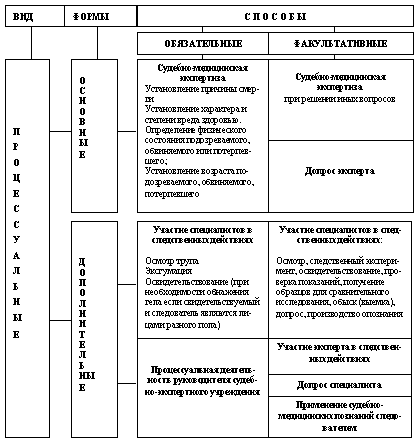 ВИД
ФОРМЫ
СПОСОБЫ
ОБЯЗАТЕЛЬНЫЕ
ФАКУЛЬТАТИВНЫЕ
ПРОЦЕССУАЛЬНЫЕ
ОСНОВНЫЕ
Судебно-медицинская
экспертиза
Установление причины смер-
ти
Установление характера и
степени вреда здоровью.
Определение физического
состояния подозреваемого,
обвиняемого или потерпев-
шего;
Установление возраста по-
дозреваемого, обвиняемого,
потерпевшего
Судебно-медицинская
экспертиза
при решении иных вопросов
Допрос эксперта
ДОПОЛНИТЕЛЬНЫЕ
Участие специалистов в
следственных действиях
Осмотр трупа
Эксгумация
Освидетельствование (при
необходимости обнажения
тела если свидетельствуемый
и следователь являются ли-
цами разного пола)
Участие специалистов в след-
ственных действиях:
Осмотр, следственный экспери-
мент, освидетельствование, про-
верка показаний, получение
образцов для сравнительного
исследования, обыск (выемка),
допрос, производство опознания
Процессуальная деятель-
ность руководителя судеб-
но-экспертного учреждения
Участие эксперта в следствен-
ных действиях
Допрос специалиста
Применение судебно-
медицинских познаний следо-
вателем